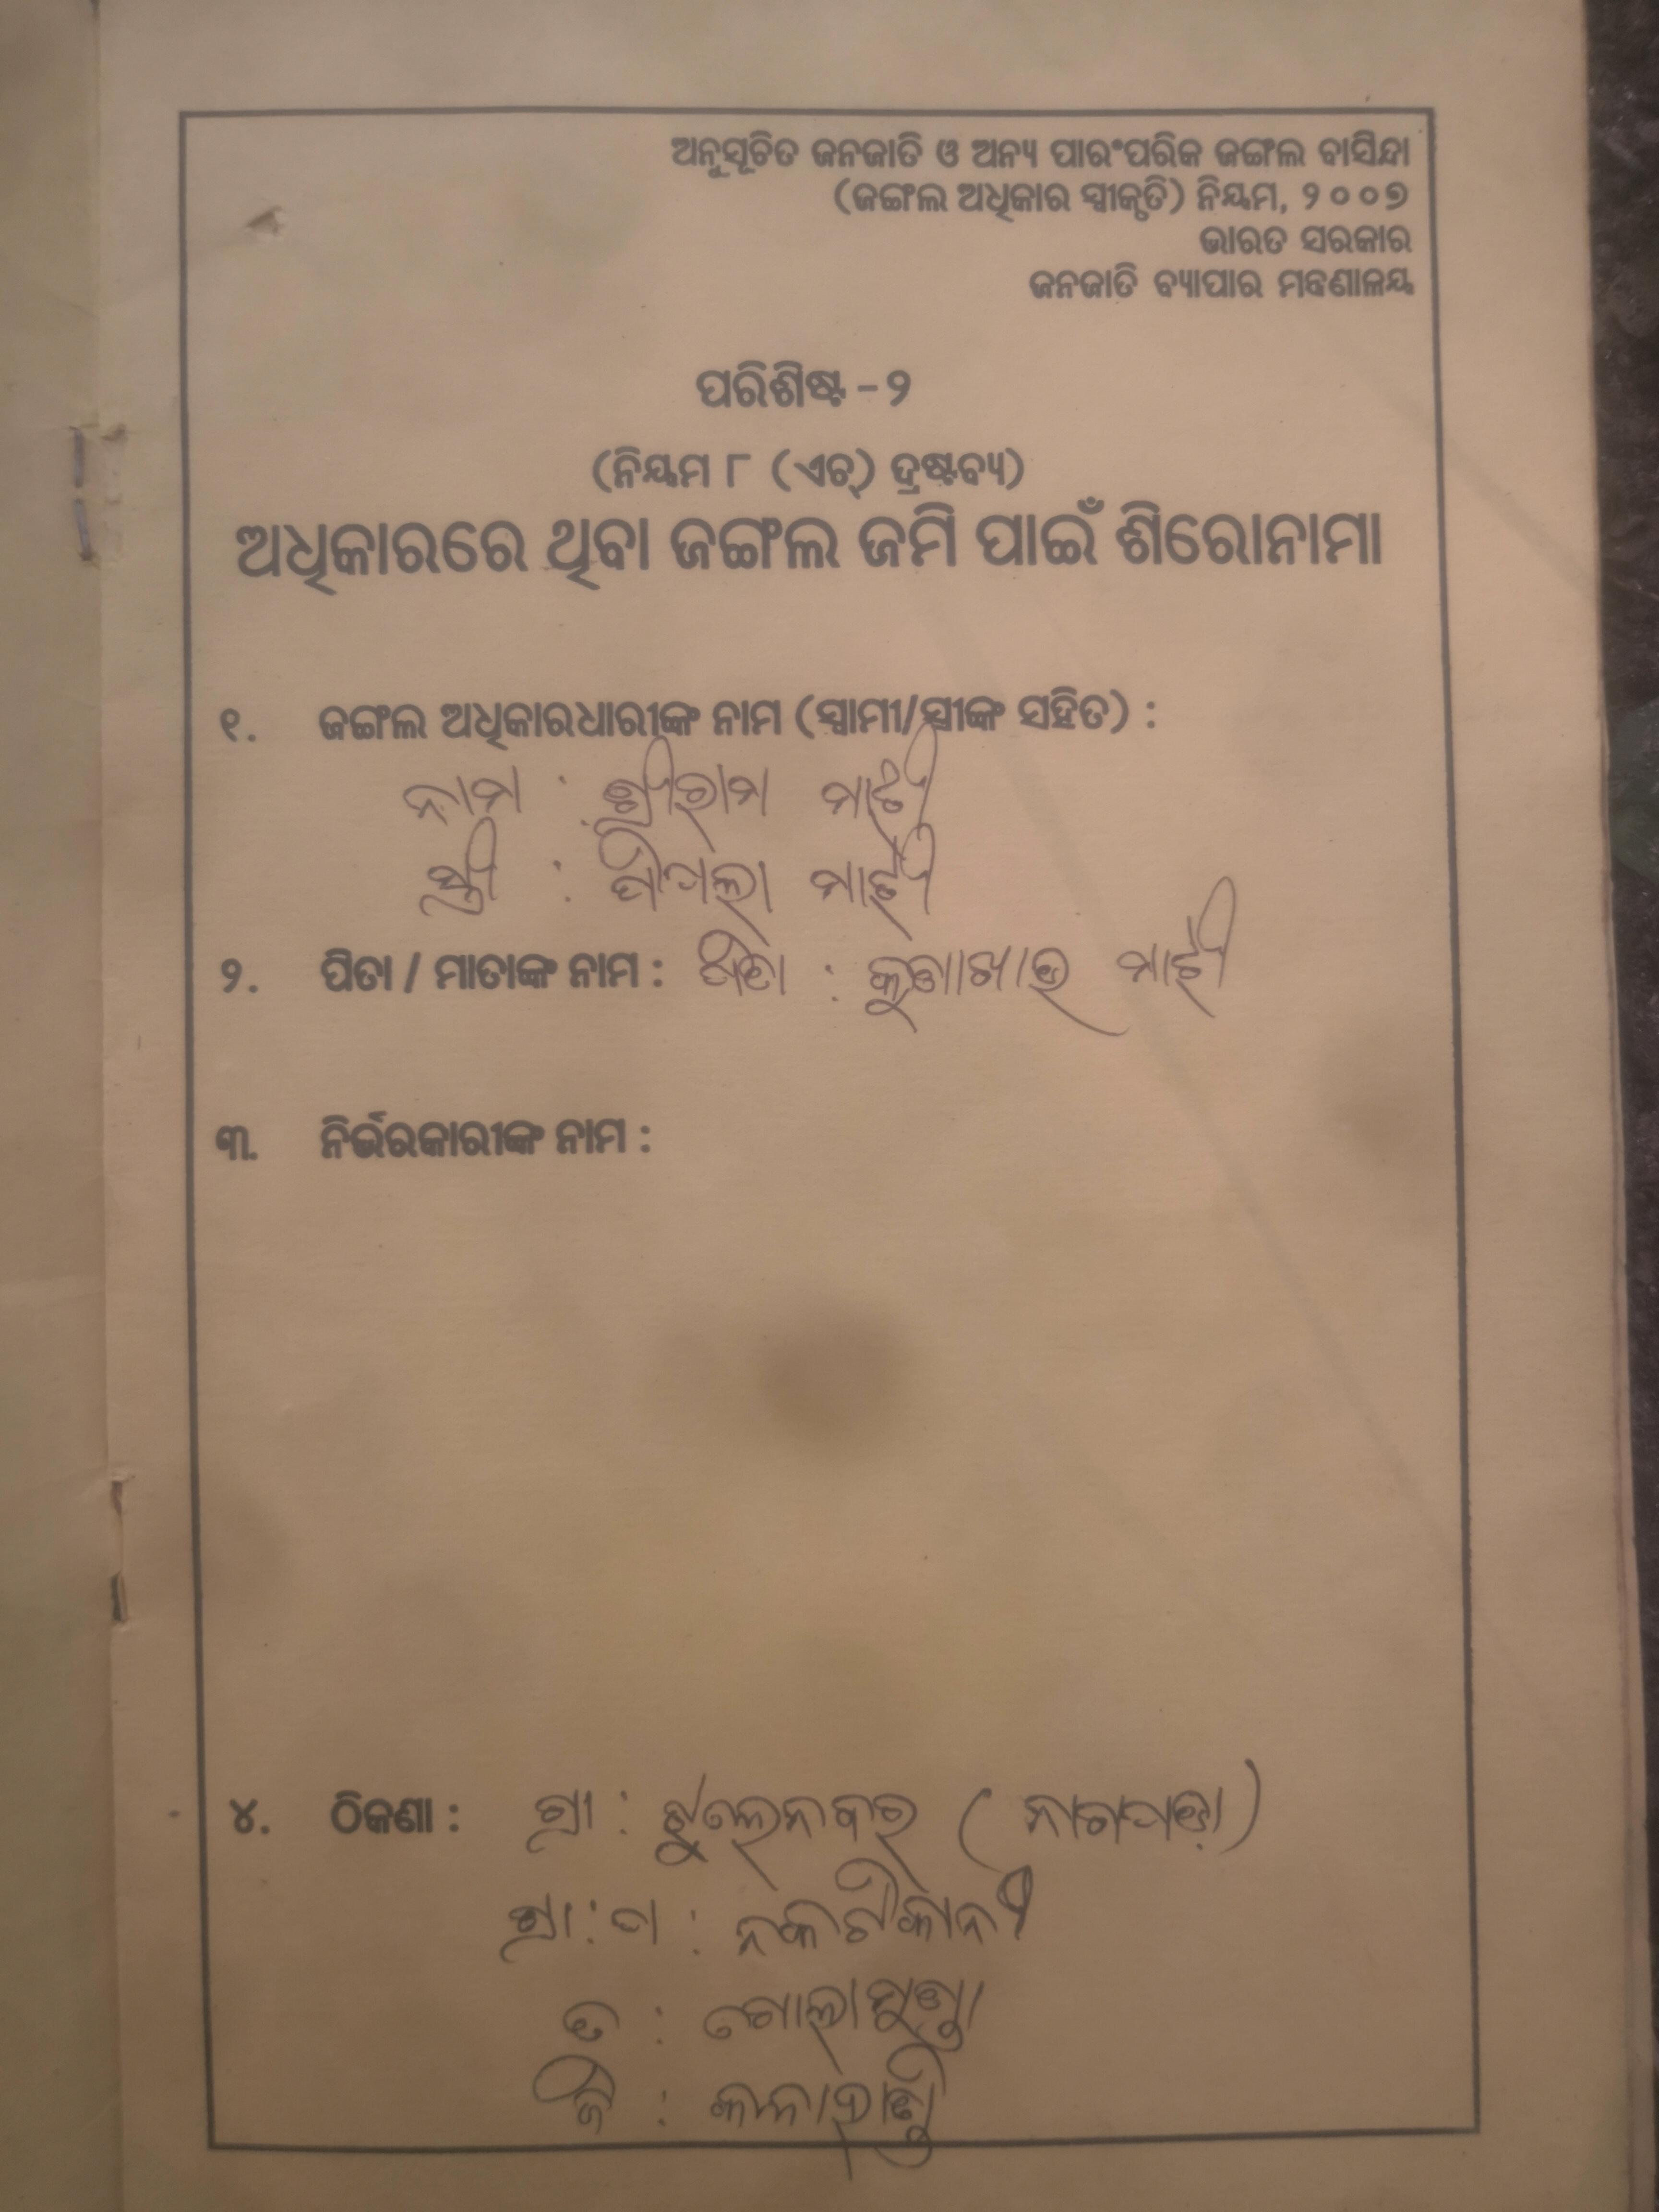 ଅନୁସୂଚିତ ଜନଜାତି ଓ ଅନ୍ୟ ପାରଂପରିକ ଜଙ୍ଗଲ ବାସିନ୍ଦା
(ଜଙ୍ଗଲ ଅଧିକାର ସ୍ୱୀକୃତି) ନିୟମ, ୨୦୦୭
ଭାରତ ସରକାର
ଜନଜାତି ବ୍ୟାପାର ମନ୍ତ୍ରଣାଳୟ
ପରିଶିଷ୍ଟ - ୨
(ନିୟମ ୮ (ଏଚ୍) ଦ୍ରଷ୍ଟବ୍ୟ)
ଅଧିକାରରେ ଥିବା ଜଙ୍ଗଲ ଜମି ପାଇଁ ଶିରୋନାମା
୧. ଜଙ୍ଗଲ ଅଧିକାରଧାରୀଙ୍କ ନାମ (ସ୍ୱାମୀ/ସ୍ତ୍ରୀଙ୍କ ସହିତ) :
ନାମ : ଶ୍ରୀରାମ ମାଝୀ
ସ୍ତ୍ରୀ : ମାଝୀ
୨. ପିତା / ମାତାଙ୍କ ନାମ : ପିତା : ମାଝୀ
୩. ନିର୍ଭରକାରୀଙ୍କ ନାମ :
୪. ଠିକଣା : ଗ୍ରା : (ନାଗପଡ଼ା)
ଗ୍ରା : ପ :
ତ : ଗୋଲାମୁଣ୍ଡା
ଜି : କଳାହାଣ୍ଡି